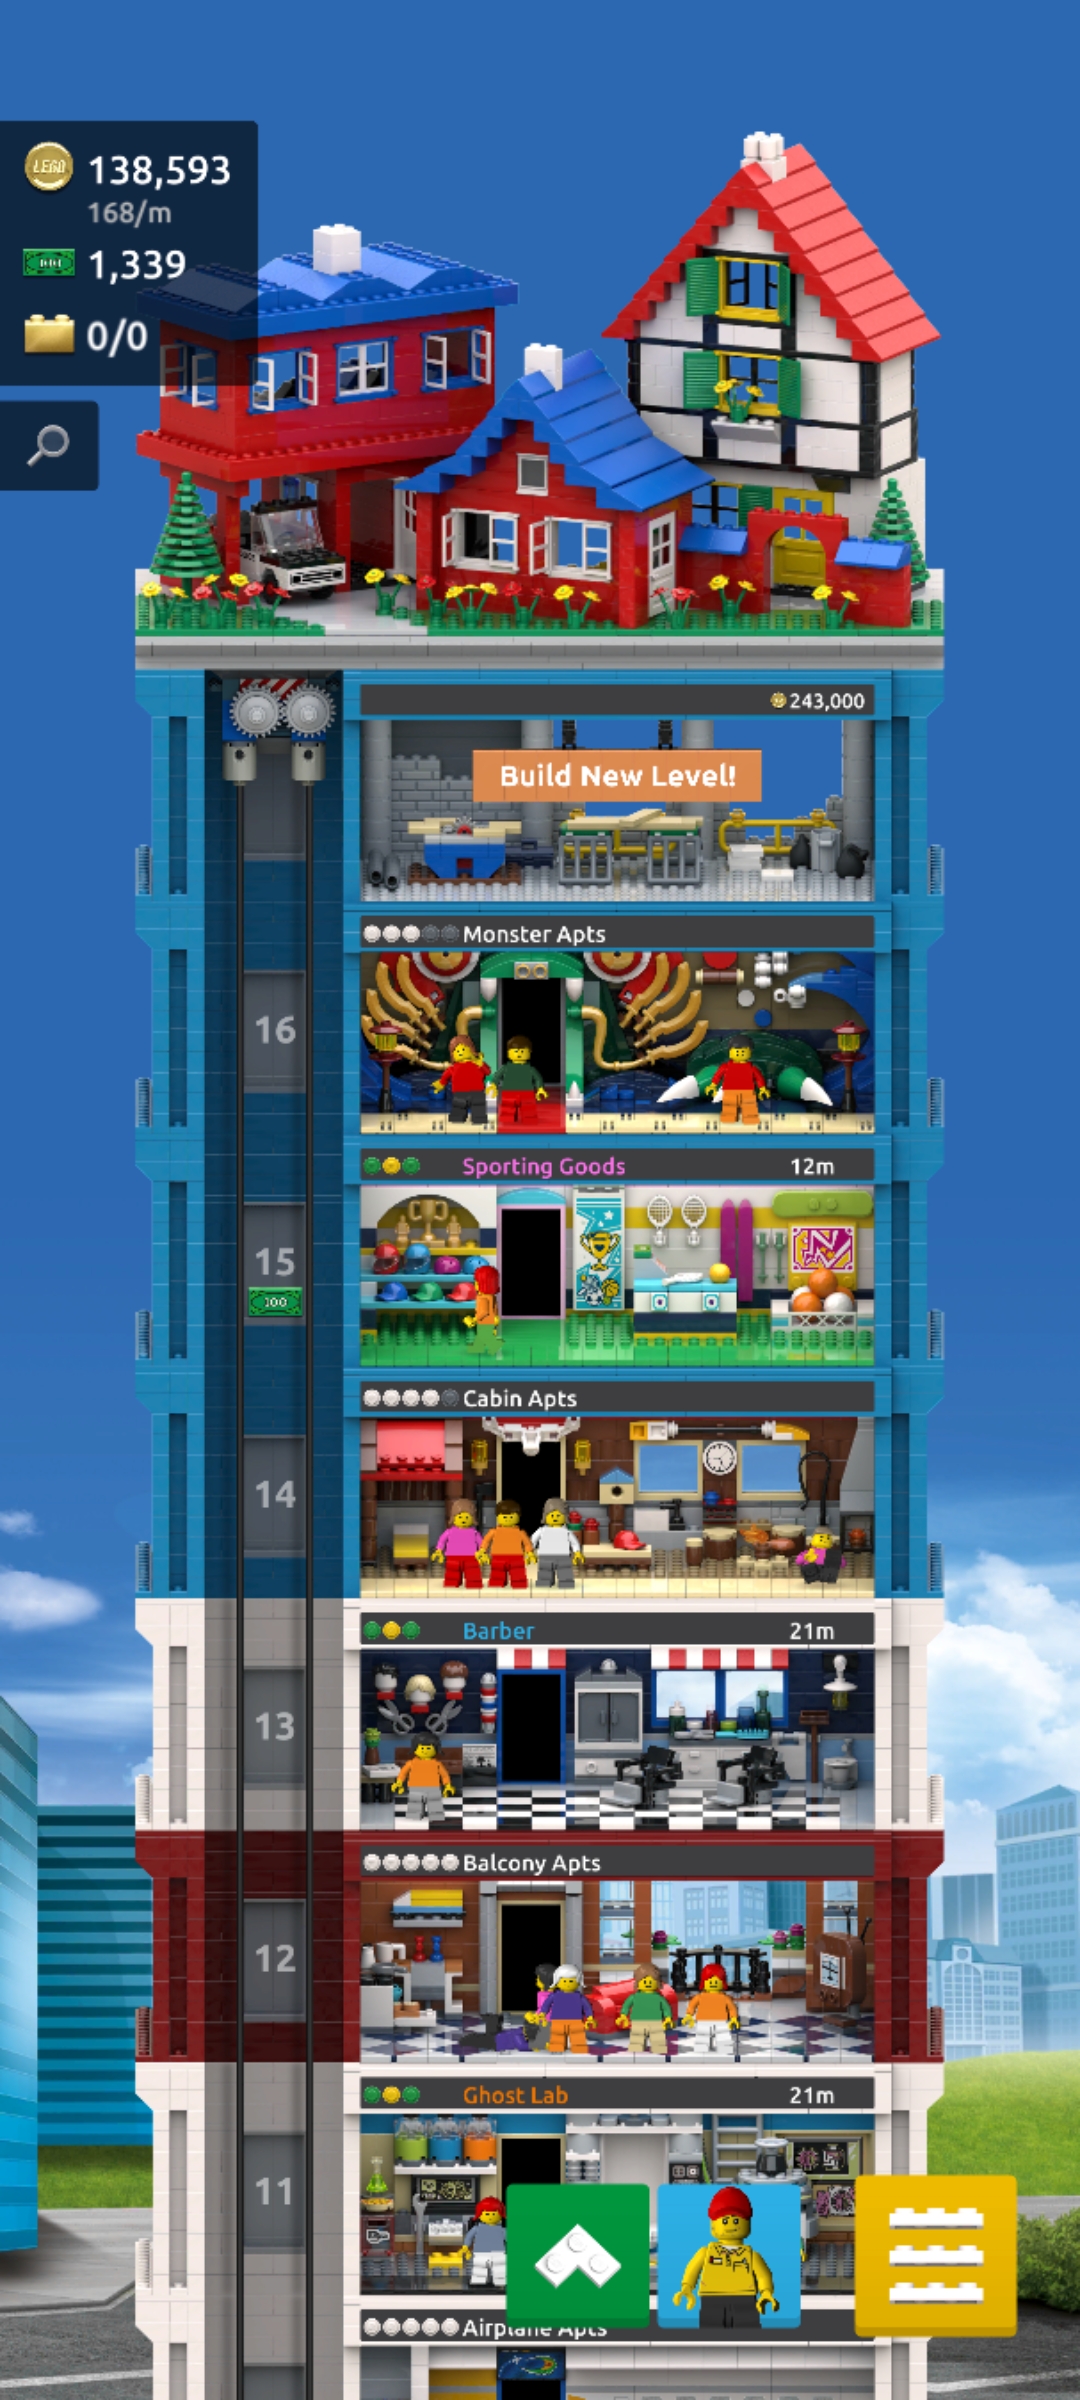 LEGO 138,593
168/m
100 1,339
0/0
243,000
Build New Level!
Monster Apts
16
Sporting Goods 12m
15
100
Cabin Apts
14
Barber 21m
13
Balcony Apts
12
Ghost Lab 21m
11
Airplane Apts